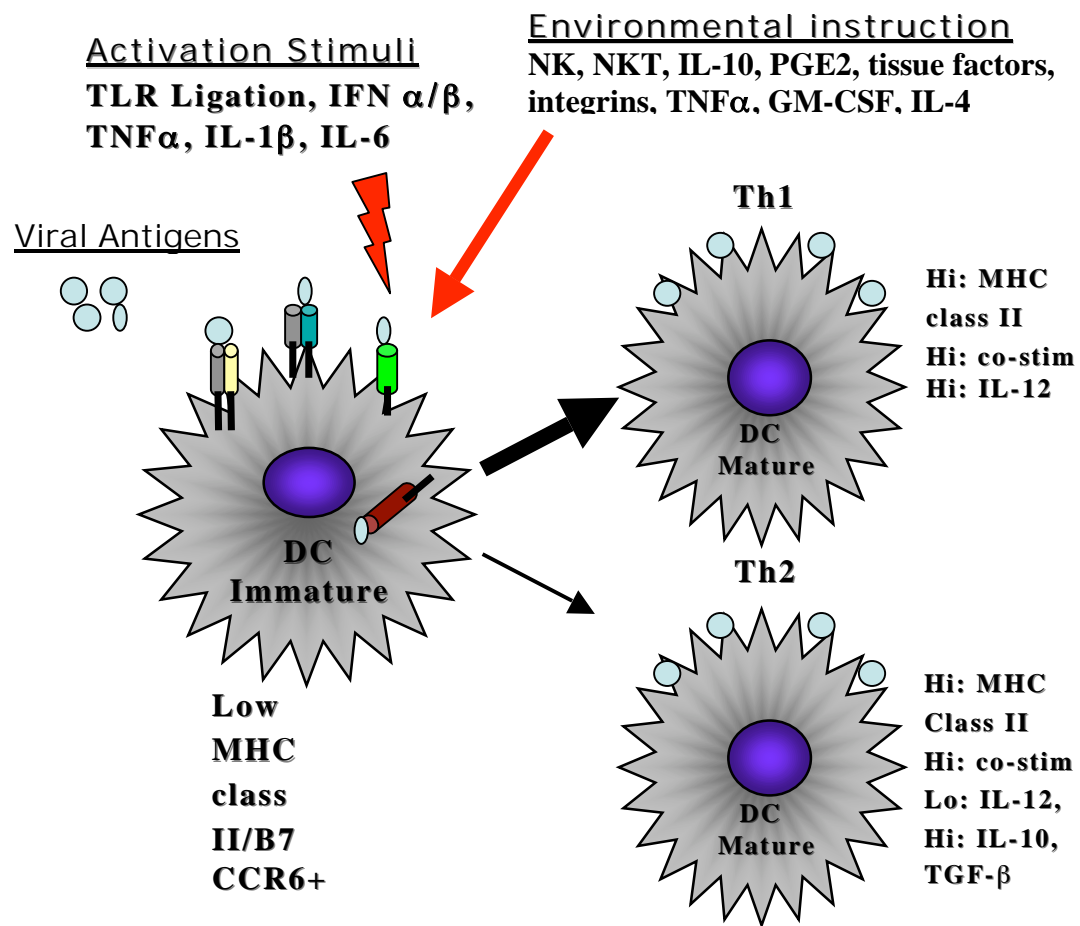 Activation Stimuli
TLR Ligation, IFN α/β,
TNFα, IL-1β, IL-6
Environmental instruction
NK, NKT, IL-10, PGE2, tissue factors,
integrins, TNFα, GM-CSF, IL-4
Viral Antigens
DC
Immature
Low
MHC
class
II/B7
CCR6+
Th1
DC
Mature
Hi: MHC
class II
Hi: co-stim
Hi: IL-12
Th2
DC
Mature
Hi: MHC
Class II
Hi: co-stim
Lo: IL-12,
Hi: IL-10,
TGF-β